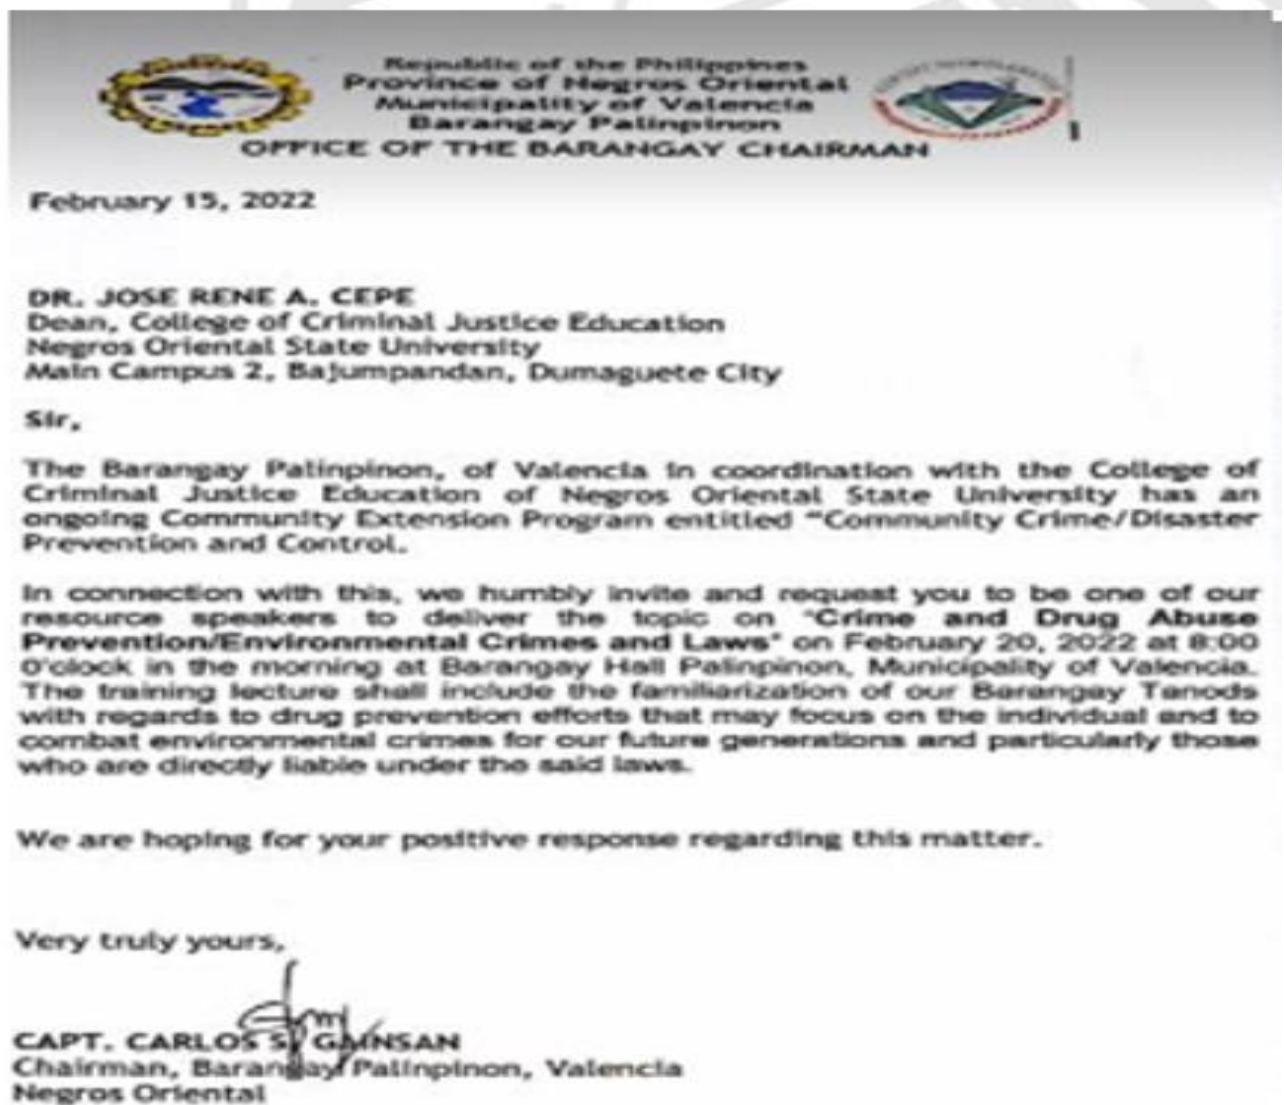 Republic of the Philippines
Province of Negros Oriental
Municipality of Valencia
Barangay Palinpinon
OFFICE OF THE BARANGAY CHAIRMAN
February 15, 2022
DR. JOSE RENE A. CEPE
Dean, College of Criminal Justice Education
Negros Oriental State University
Main Campus 2, Bajumpandan, Dumaguete City
Sir,
The Barangay Palinpinon, of Valencia in coordination with the College of
Criminal Justice Education of Negros Oriental State University has an
ongoing Community Extension Program entitled "Community Crime/Disaster
Prevention and Control.
In connection with this, we humbly invite and request you to be one of our
resource speakers to deliver the topic on "Crime and Drug Abuse
Prevention/Environmental Crimes and Laws" on February 20, 2022 at 8:00
O'clock in the morning at Barangay Hall Palinpinon, Municipality of Valencia.
The training lecture shall include the familiarization of our Barangay Tanods
with regards to drug prevention efforts that may focus on the individual and to
combat environmental crimes for our future generations and particularly those
who are directly liable under the said laws.
We are hoping for your positive response regarding this matter.
Very truly yours,
CAPT. CARLOS S. GAINSAN
Chairman, Barangay Palinpinon, Valencia
Negros Oriental